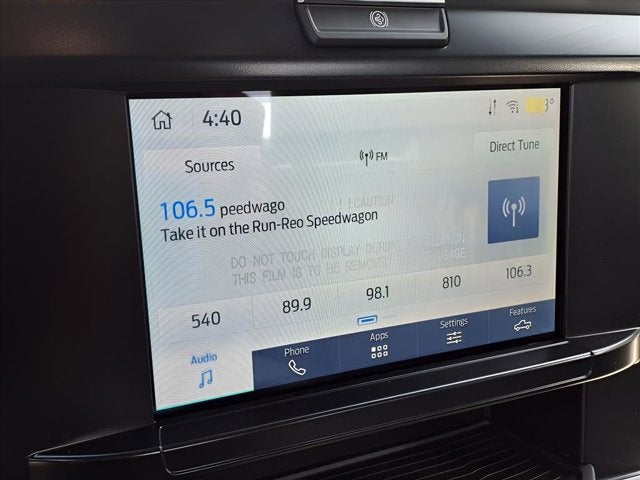 4:40
Sources
FM
Direct Tune
106.5 peedwago
Take it on the Run-Reo Speedwagon
! ! ! CAUTION
DO NOT TOUCH DISPLAY DURING
THIS FILM IS TO BE REMOVED USAGE
540
89.9
98.1
810
106.3
Audio
Phone
Apps
Settings
Features